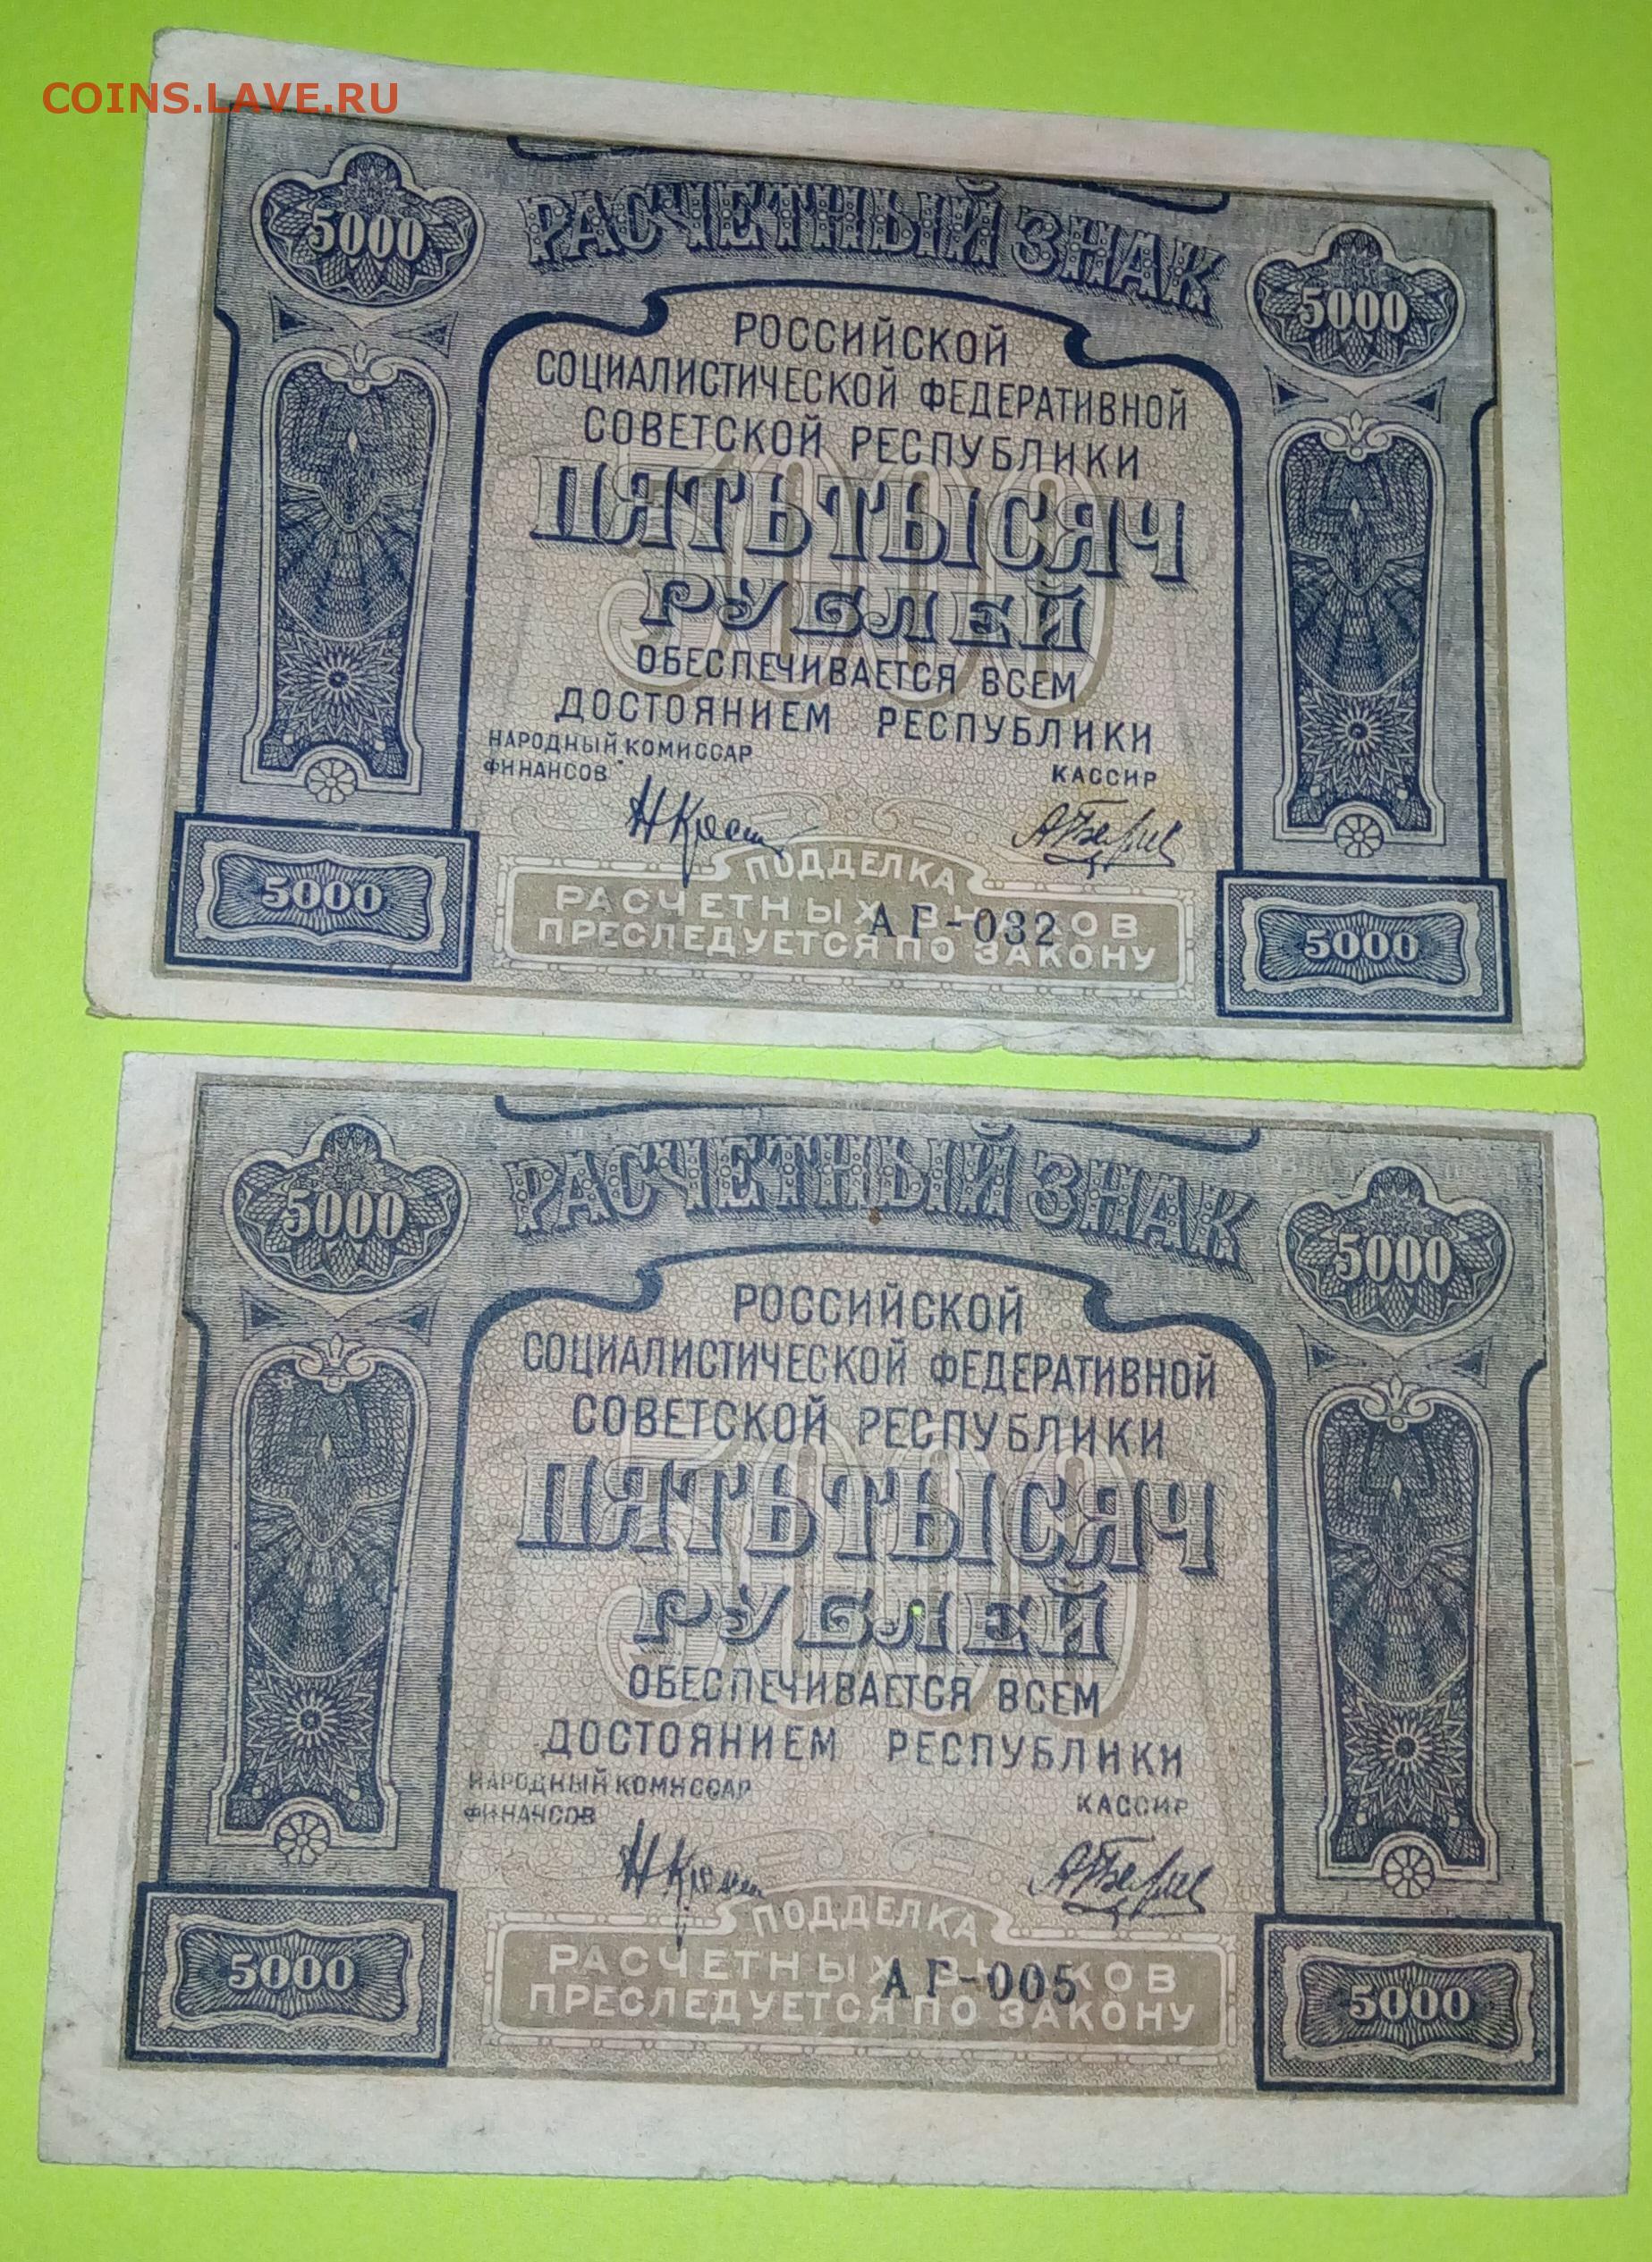 COINS.LAVE.RU
РАСЧЕТНЫЙ ЗНАК
5000
5000
РОССИЙСКОЙ
СОЦИАЛИСТИЧЕСКОЙ ФЕДЕРАТИВНОЙ
СОВЕТСКОЙ РЕСПУБЛИКИ
5000
ПЯТЬ ТЫСЯЧ
РУБЛЕЙ
ОБЕСПЕЧИВАЕТСЯ ВСЕМ
ДОСТОЯНИЕМ РЕСПУБЛИКИ
НАРОДНЫЙ КОМИССАР
ФИНАНСОВ
КАССИР
ПОДДЕЛКА
РАСЧЕТНЫХ ЗНАКОВ
АГ-032
ПРЕСЛЕДУЕТСЯ ПО ЗАКОНУ
5000
5000
РАСЧЕТНЫЙ ЗНАК
5000
5000
РОССИЙСКОЙ
СОЦИАЛИСТИЧЕСКОЙ ФЕДЕРАТИВНОЙ
СОВЕТСКОЙ РЕСПУБЛИКИ
5000
ПЯТЬ ТЫСЯЧ
РУБЛЕЙ
ОБЕСПЕЧИВАЕТСЯ ВСЕМ
ДОСТОЯНИЕМ РЕСПУБЛИКИ
НАРОДНЫЙ КОМИССАР
ФИНАНСОВ
КАССИР
ПОДДЕЛКА
РАСЧЕТНЫХ ЗНАКОВ
АГ-005
ПРЕСЛЕДУЕТСЯ ПО ЗАКОНУ
5000
5000